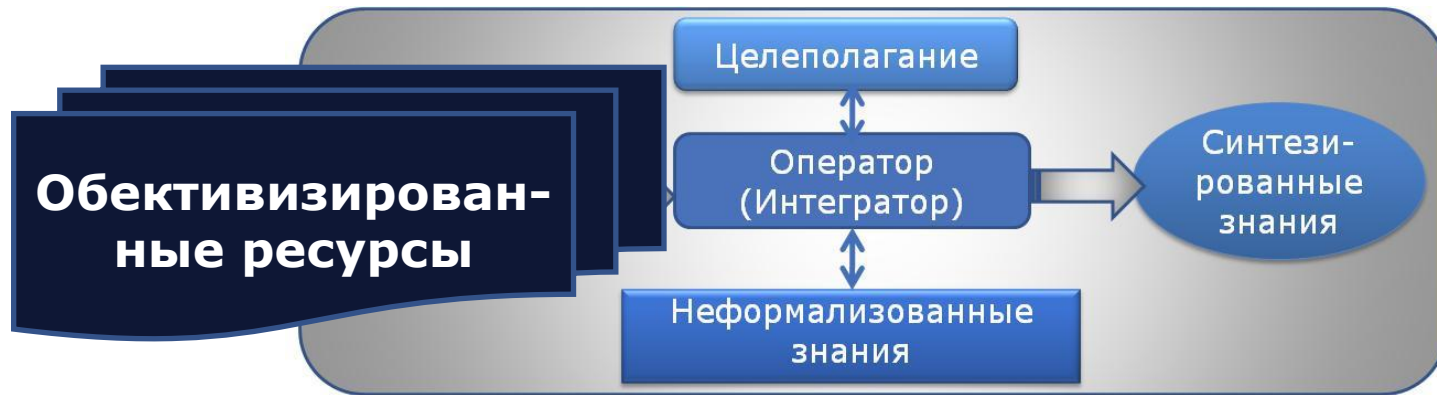 Целеполагание
Обективизирован-
ные ресурсы
Оператор
(Интегратор)
Синтези-
рованные
знания
Неформализованные
знания